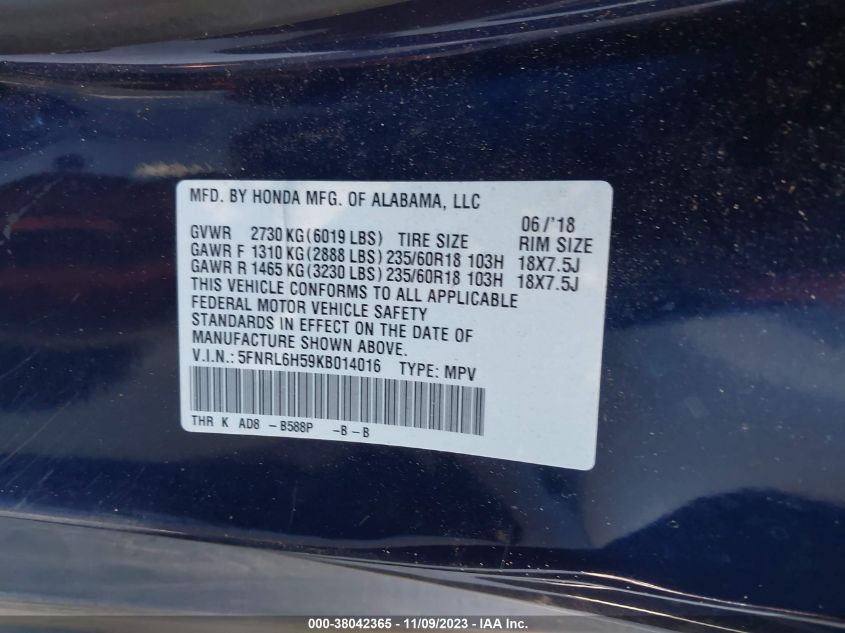 MFD. BY HONDA MFG. OF ALABAMA, LLC
06/'18
GVWR 2730 KG (6019 LBS) TIRE SIZE RIM SIZE
GAWR F 1310 KG (2888 LBS) 235/60R18 103H 18X7.5J
GAWR R 1465 KG (3230 LBS) 235/60R18 103H 18X7.5J
THIS VEHICLE CONFORMS TO ALL APPLICABLE
FEDERAL MOTOR VEHICLE SAFETY
STANDARDS IN EFFECT ON THE DATE OF
MANUFACTURE SHOWN ABOVE.
V.I.N.: 5FNRL6H59KB014016 TYPE: MPV
THR K AD8 -B588P -B-B
000-38042365 - 11/09/2023 - IAA Inc.